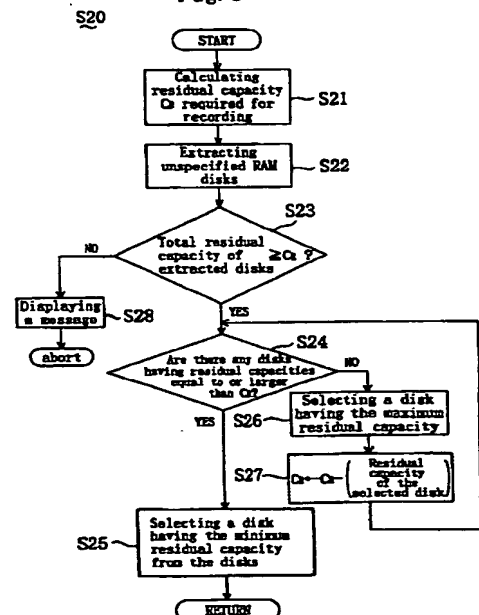 S20
START
Calculating
residual capacity
CR required for
recording
S21
Extracting
unspecified RAM
disks
S22
S23
Total residual
capacity of ≧CR ?
extracted disks
NO
YES
Displaying
a message
S28
abort
S24
Are there any disks
having residual capacities
equal to or larger
than CR?
NO
YES
Selecting a disk
having the maximum
residual capacity
S26
S27
CR←CR−(Residual
capacity
of the
selected disk)
S25
Selecting a disk
having the minimum
residual capacity
from the disks
RETURN